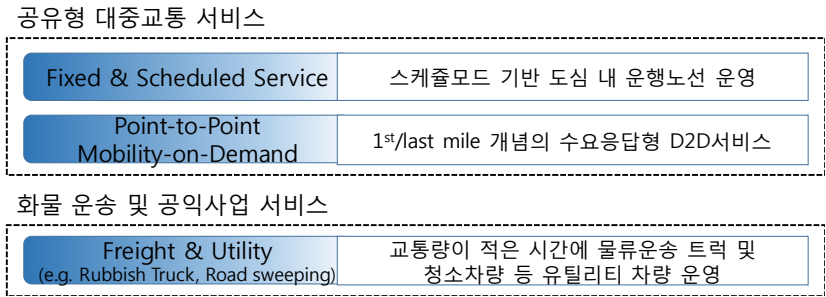 공유형 대중교통 서비스
Fixed & Scheduled Service
스케쥴모드 기반 도심 내 운행노선 운영
Point-to-Point
Mobility-on-Demand
1st/last mile 개념의 수요응답형 D2D서비스
화물 운송 및 공익사업 서비스
Freight & Utility
(e.g. Rubbish Truck, Road sweeping)
교통량이 적은 시간에 물류운송 트럭 및
청소차량 등 유틸리티 차량 운영